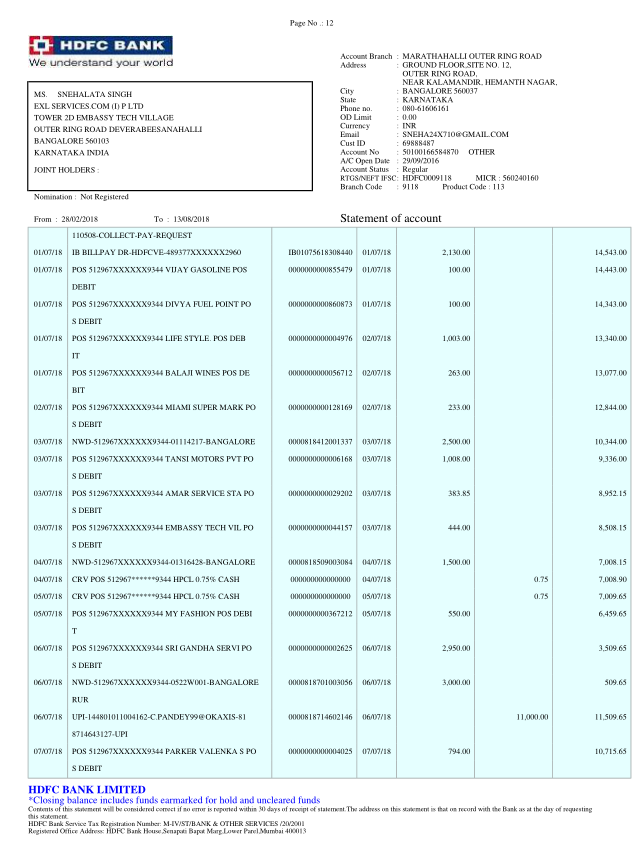 Page No .: 12
HDFC BANK
We understand your world
MS. SNEHALATA SINGH
EXL SERVICES.COM (I) P LTD
TOWER 2D EMBASSY TECH VILLAGE
OUTER RING ROAD DEVERABEESANAHALLI
BANGALORE 560103
KARNATAKA INDIA
JOINT HOLDERS :
Nomination : Not Registered
Account Branch : MARATHAHALLI OUTER RING ROAD
Address : GROUND FLOOR,SITE NO. 12,
OUTER RING ROAD,
NEAR KALAMANDIR, HEMANTH NAGAR,
City : BANGALORE 560037
State : KARNATAKA
Phone no. : 080-61606161
OD Limit : 0.00
Currency : INR
Email : SNEHA24X710@GMAIL.COM
Cust ID : 69888487
Account No : 50100166584870 OTHER
A/C Open Date : 29/09/2016
Account Status : Regular
RTGS/NEFT IFSC: HDFC0009118 MICR : 560240160
Branch Code : 9118 Product Code : 113
From : 28/02/2018 To : 13/08/2018 Statement of account
110508-COLLECT-PAY-REQUEST
01/07/18 IB BILLPAY DR-HDFCVE-489377XXXXXX2960 IB01075618308440 01/07/18 2,130.00 14,543.00
01/07/18 POS 512967XXXXXX9344 VIJAY GASOLINE POS 0000000000855479 01/07/18 100.00 14,443.00
DEBIT
01/07/18 POS 512967XXXXXX9344 DIVYA FUEL POINT PO 0000000000860873 01/07/18 100.00 14,343.00
S DEBIT
01/07/18 POS 512967XXXXXX9344 LIFE STYLE. POS DEB 0000000000004976 02/07/18 1,003.00 13,340.00
IT
01/07/18 POS 512967XXXXXX9344 BALAJI WINES POS DE 0000000000056712 02/07/18 263.00 13,077.00
BIT
02/07/18 POS 512967XXXXXX9344 MIAMI SUPER MARK PO 0000000000128169 02/07/18 233.00 12,844.00
S DEBIT
03/07/18 NWD-512967XXXXXX9344-01114217-BANGALORE 0000818412001337 03/07/18 2,500.00 10,344.00
03/07/18 POS 512967XXXXXX9344 TANSI MOTORS PVT PO 0000000000006168 03/07/18 1,008.00 9,336.00
S DEBIT
03/07/18 POS 512967XXXXXX9344 AMAR SERVICE STA PO 0000000000029202 03/07/18 383.85 8,952.15
S DEBIT
03/07/18 POS 512967XXXXXX9344 EMBASSY TECH VIL PO 0000000000044157 03/07/18 444.00 8,508.15
S DEBIT
04/07/18 NWD-512967XXXXXX9344-01316428-BANGALORE 0000818509003084 04/07/18 1,500.00 7,008.15
04/07/18 CRV POS 512967******9344 HPCL 0.75% CASH 000000000000000 04/07/18 0.75 7,008.90
05/07/18 CRV POS 512967******9344 HPCL 0.75% CASH 000000000000000 05/07/18 0.75 7,009.65
05/07/18 POS 512967XXXXXX9344 MY FASHION POS DEBI 0000000000367212 05/07/18 550.00 6,459.65
T
06/07/18 POS 512967XXXXXX9344 SRI GANDHA SERVI PO 0000000000002625 06/07/18 2,950.00 3,509.65
S DEBIT
06/07/18 NWD-512967XXXXXX9344-0522W001-BANGALORE 0000818701003056 06/07/18 3,000.00 509.65
RUR
06/07/18 UPI-144801011004162-C.PANDEY99@OKAXIS-81 0000818714602146 06/07/18 11,000.00 11,509.65
8714643127-UPI
07/07/18 POS 512967XXXXXX9344 PARKER VALENKA S PO 0000000000004025 07/07/18 794.00 10,715.65
S DEBIT
HDFC BANK LIMITED
*Closing balance includes funds earmarked for hold and uncleared funds
Contents of this statement will be considered correct if no error is reported within 30 days of receipt of statement.The address on this statement is that on record with the Bank as at the day of requesting
this statement.
HDFC Bank Service Tax Registration Number: M-IV/ST/BANK & OTHER SERVICES /20/2001
Registered Office Address: HDFC Bank House,Senapati Bapat Marg,Lower Parel,Mumbai 400013